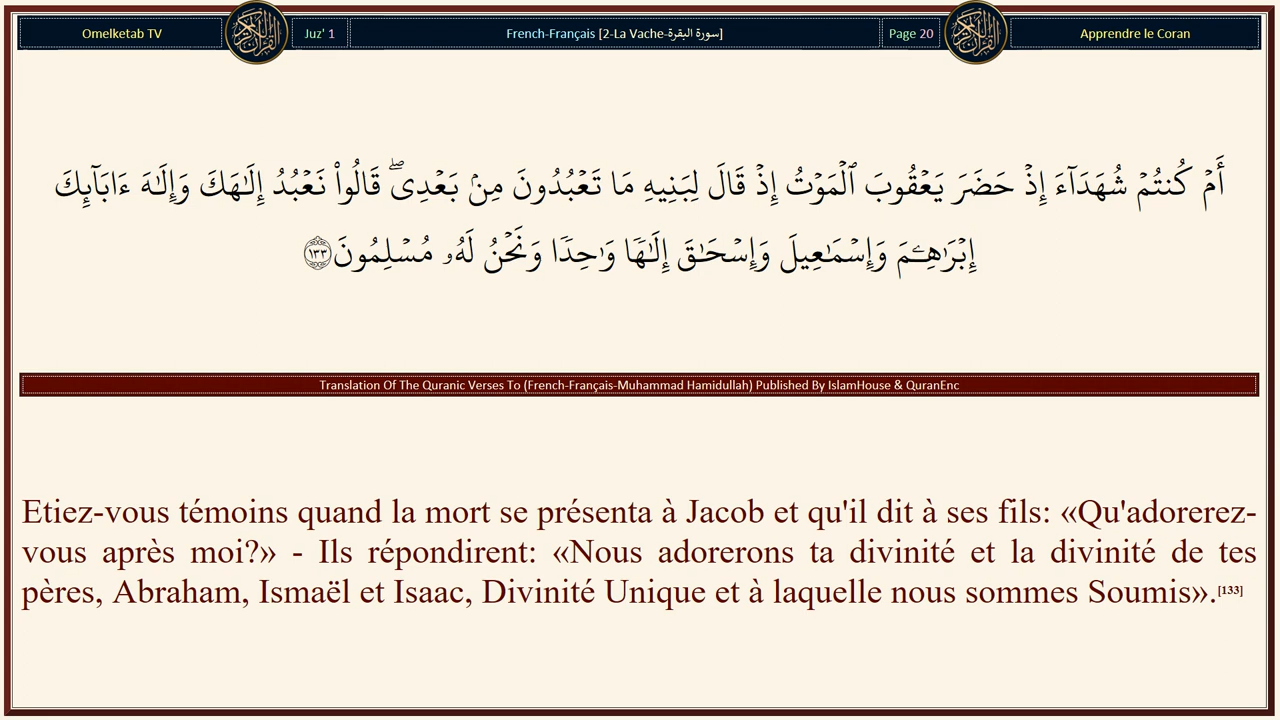 Omelketab TV
Juz' 1
French-Français [2-La Vache-سورة البقرة]
Page 20
Apprendre le Coran
أَمۡ كُنتُمۡ شُهَدَآءَ إِذۡ حَضَرَ يَعۡقُوبَ ٱلۡمَوۡتُ إِذۡ قَالَ لِبَنِيهِ مَا تَعۡبُدُونَ مِنۢ بَعۡدِيۖ قَالُواْ نَعۡبُدُ إِلَٰهَكَ وَإِلَٰهَ ءَابَآئِكَ
إِبۡرَٰهِـۧمَ وَإِسۡمَٰعِيلَ وَإِسۡحَٰقَ إِلَٰهٗا وَٰحِدٗا وَنَحۡنُ لَهُۥ مُسۡلِمُونَ ١٣٣
Translation Of The Quranic Verses To (French-Français-Muhammad Hamidullah) Published By IslamHouse & QuranEnc
Etiez-vous témoins quand la mort se présenta à Jacob et qu'il dit à ses fils: «Qu'adorerez-
vous après moi?» - Ils répondirent: «Nous adorerons ta divinité et la divinité de tes
pères, Abraham, Ismaël et Isaac, Divinité Unique et à laquelle nous sommes Soumis».[133]